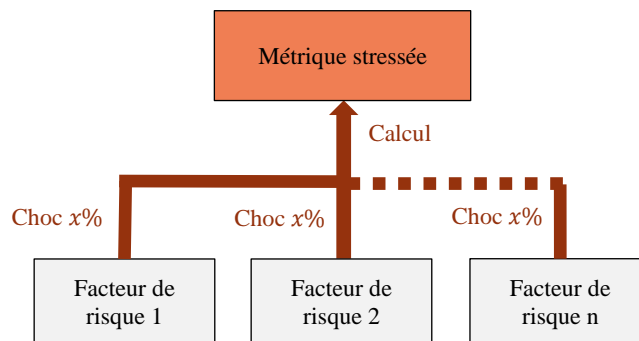 Métrique stressée
Calcul
Choc x%
Choc x%
Choc x%
Facteur de
risque 1
Facteur de
risque 2
Facteur de
risque n